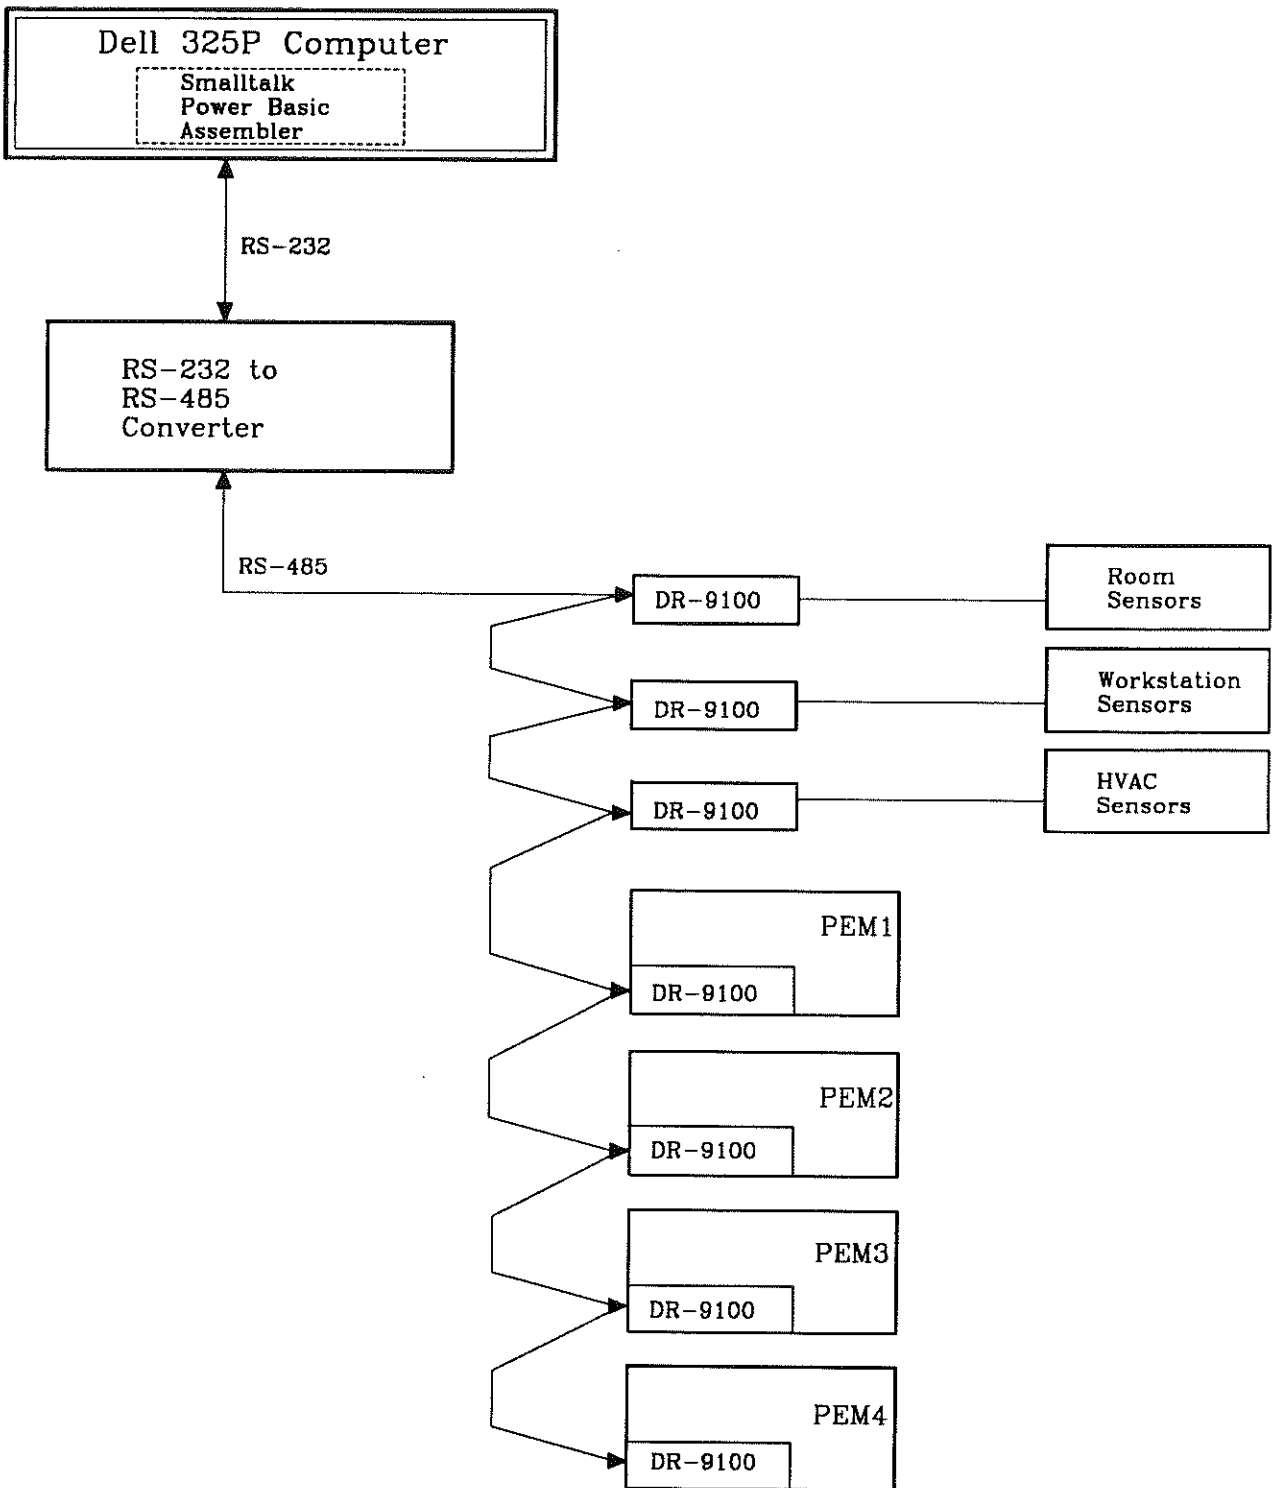 Dell 325P Computer
Smalltalk
Power Basic
Assembler
RS-232
RS-232 to
RS-485
Converter
RS-485
DR-9100
Room
Sensors
DR-9100
Workstation
Sensors
DR-9100
HVAC
Sensors
PEM1
DR-9100
PEM2
DR-9100
PEM3
DR-9100
PEM4
DR-9100